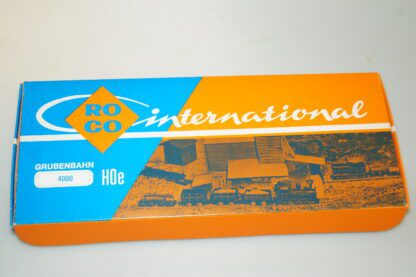 RO
CO
international
GRUBENBAHN
4000
H0e